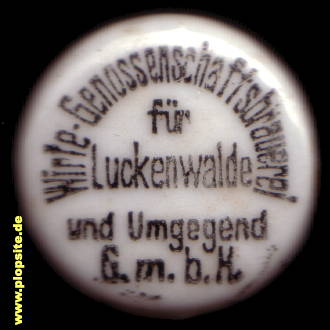 Wirte-Genossenschaftsbrauerei
für
Luckenwalde
und Umgegend
G. m. b. H.
www.plopsite.de